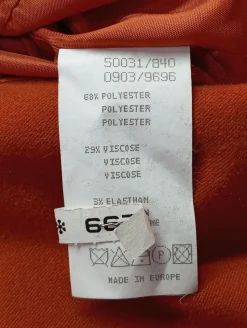 50031/840
0903/9696
68% POLYESTER
POLYESTER
POLYESTER
29% VISCOSE
VISCOSE
VISCOSE
3% ELASTHAN
MADE IN EUROPE